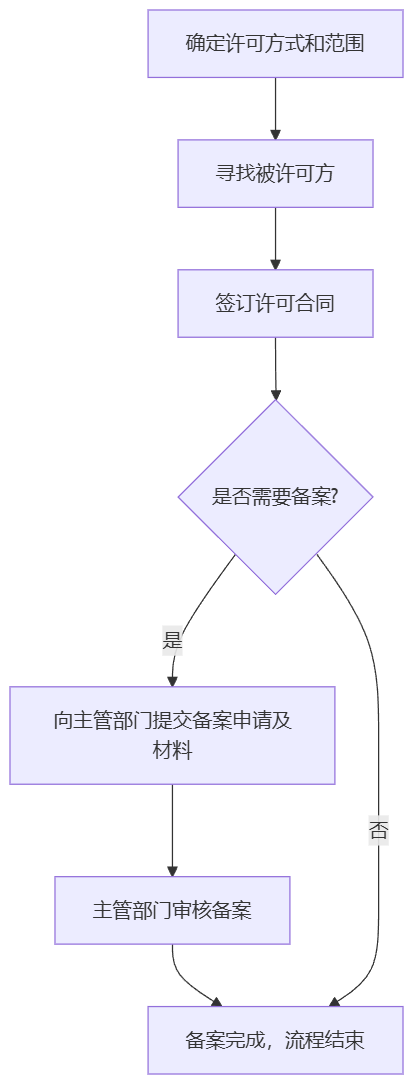 确定许可方式和范围
寻找被许可方
签订许可合同
是否需要备案?
是
向主管部门提交备案申请及
材料
否
主管部门审核备案
备案完成，流程结束